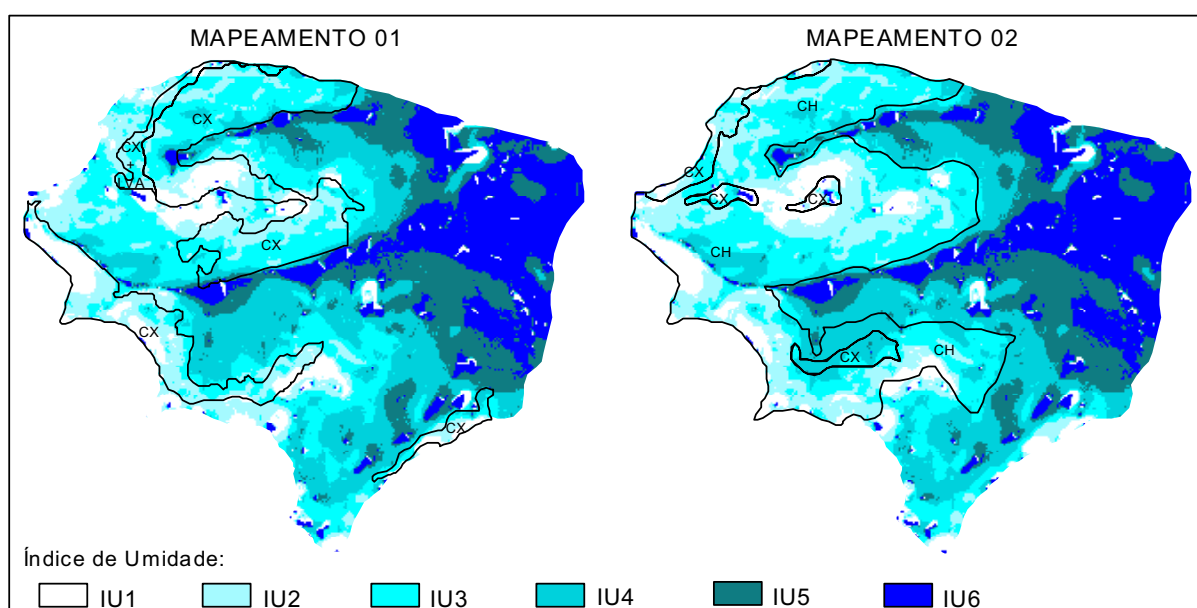 MAPEAMENTO 01
MAPEAMENTO 02
CX
CX
+
LVA
CX
CX
CX
CH
CX
CX
CX
CH
CX
CH
Índice de Umidade:
IU1 IU2 IU3 IU4 IU5 IU6